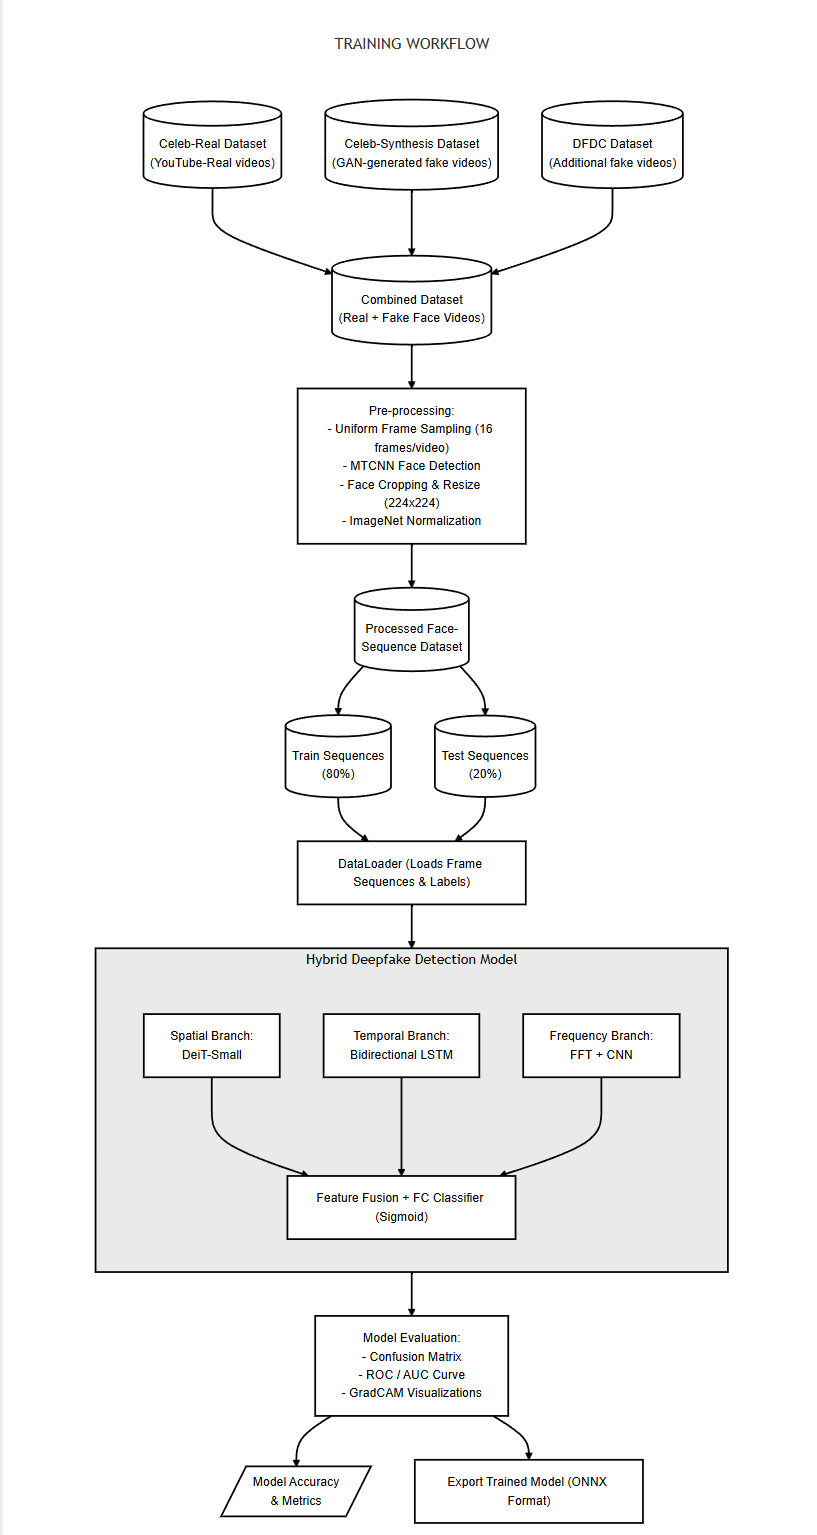 TRAINING WORKFLOW
Celeb-Real Dataset
(YouTube-Real videos)
Celeb-Synthesis Dataset
(GAN-generated fake videos)
DFDC Dataset
(Additional fake videos)
Combined Dataset
(Real + Fake Face Videos)
Pre-processing:
- Uniform Frame Sampling (16
frames/video)
- MTCNN Face Detection
- Face Cropping & Resize
(224x224)
- ImageNet Normalization
Processed Face-
Sequence Dataset
Train Sequences
(80%)
Test Sequences
(20%)
DataLoader (Loads Frame
Sequences & Labels)
Hybrid Deepfake Detection Model
Spatial Branch:
DeiT-Small
Temporal Branch:
Bidirectional LSTM
Frequency Branch:
FFT + CNN
Feature Fusion + FC Classifier
(Sigmoid)
Model Evaluation:
- Confusion Matrix
- ROC / AUC Curve
- GradCAM Visualizations
Model Accuracy
& Metrics
Export Trained Model (ONNX
Format)